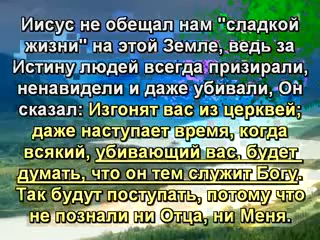 Иисус не обещал нам "сладкой
жизни" на этой Земле, ведь за
Истину людей всегда призирали,
ненавидели и даже убивали, Он
сказал: Изгонят вас из церквей;
даже наступает время, когда
всякий, убивающий вас, будет
думать, что он тем служит Богу.
Так будут поступать, потому что
не познали ни Отца, ни Меня.